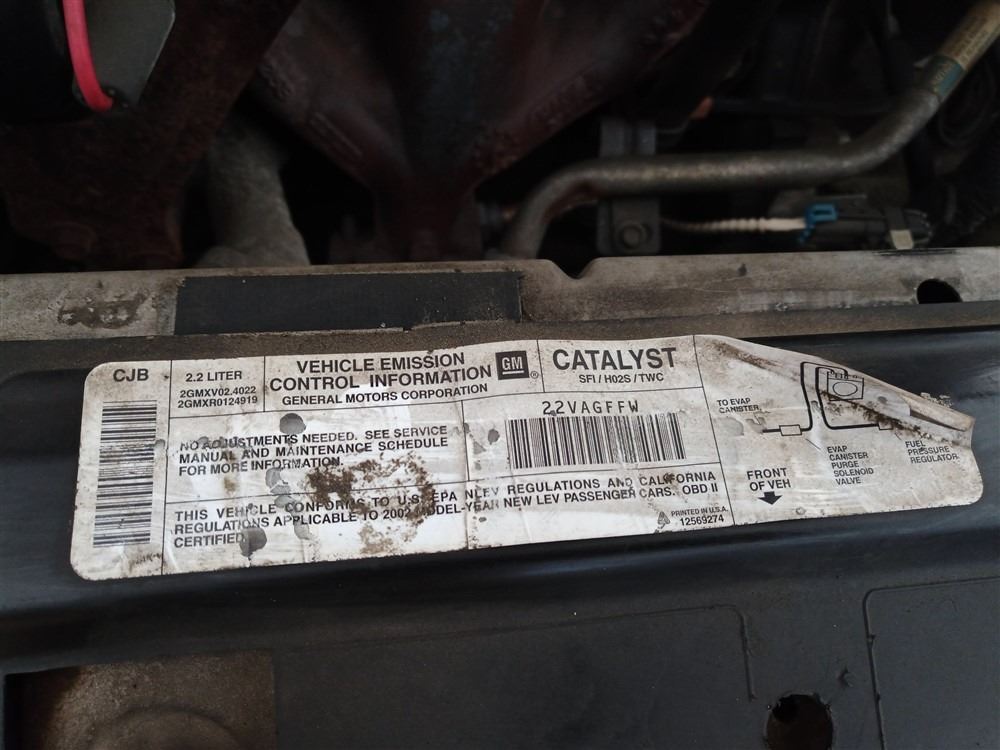 CJB
2.2 LITER
2GMXV02.4022
2GMXR0124919
VEHICLE EMISSION
CONTROL INFORMATION
GENERAL MOTORS CORPORATION
GM
®
CATALYST
SFI / HO2S / TWC
22VAGFFW
NO ADJUSTMENTS NEEDED. SEE SERVICE
MANUAL AND MAINTENANCE SCHEDULE
FOR MORE INFORMATION.
THIS VEHICLE CONFORMS TO U.S. EPA NLEV REGULATIONS AND CALIFORNIA
REGULATIONS APPLICABLE TO 2002 MODEL-YEAR NEW LEV PASSENGER CARS. OBD II
CERTIFIED
PRINTED IN U.S.A.
12569274
TO EVAP
CANISTER
FRONT
OF VEH
EVAP
CANISTER
PURGE
SOLENOID
VALVE
FUEL
PRESSURE
REGULATOR